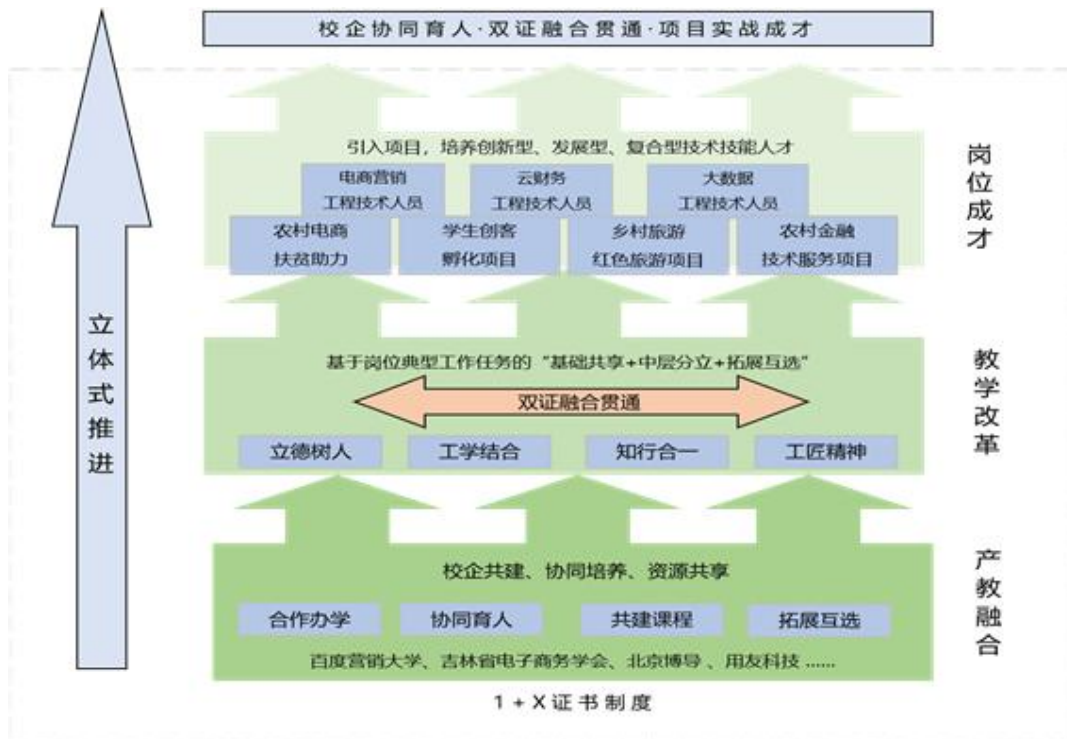 校企协同育人·双证融合贯通·项目实战成才
引入项目，培养创新型、发展型、复合型技术技能人才
电商营销
工程技术人员
云财务
工程技术人员
大数据
工程技术人员
农村电商
扶贫助力
学生创客
孵化项目
乡村旅游
红色旅游项目
农村金融
技术服务项目
岗位成才
立体式推进
基于岗位典型工作任务的“基础共享+中层分立+拓展互选”
双证融合贯通
立德树人
工学结合
知行合一
工匠精神
教学改革
校企共建、协同培养、资源共享
合作办学
协同育人
共建课程
拓展互选
百度营销大学、吉林省电子商务学会、北京博导、用友科技......
产教融合
1+X证书制度